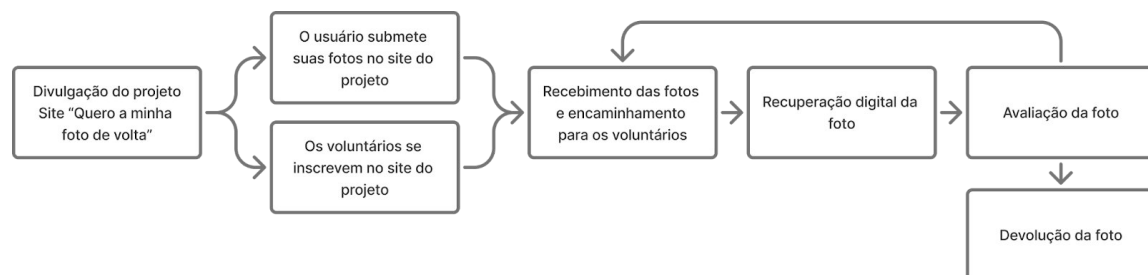 Divulgação do projeto
Site “Quero a minha
foto de volta”
O usuário submete
suas fotos no site do
projeto
Os voluntários se
inscrevem no site do
projeto
Recebimento das fotos
e encaminhamento
para os voluntários
Recuperação digital da
foto
Avaliação da foto
Devolução da foto